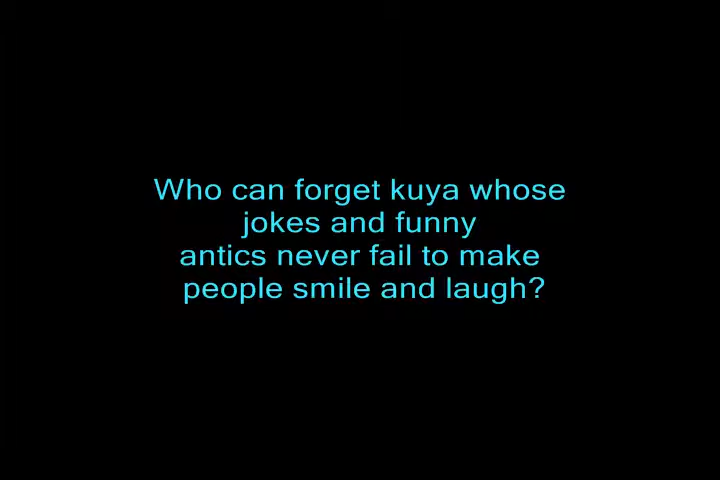 Who can forget kuya whose
jokes and funny
antics never fail to make
people smile and laugh?